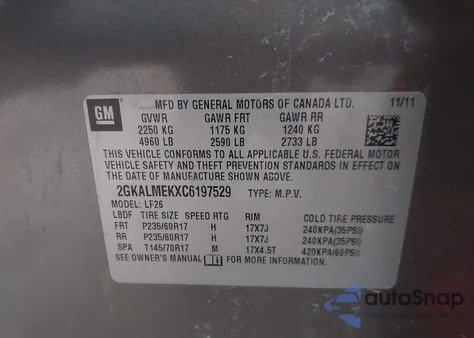 GM
MFD BY GENERAL MOTORS OF CANADA LTD. 11/11
GVWR GAWR FRT GAWR RR
2250 KG 1175 KG 1240 KG
4960 LB 2590 LB 2733 LB
THIS VEHICLE CONFORMS TO ALL APPLICABLE U.S. FEDERAL MOTOR
VEHICLE SAFETY AND THEFT PREVENTION STANDARDS
IN EFFECT ON THE DATE OF MANUFACTURE SHOWN ABOVE.
2GKALMEKXC6197529 TYPE: M.P.V.
MODEL: LF26
LBDF TIRE SIZE SPEED RTG RIM COLD TIRE PRESSURE
FRT P235/60R17 H 17X7J 240KPA(35PSI)
RR P235/60R17 H 17X7J 240KPA(35PSI)
SPA T145/70R17 M 17X4.5T 420KPA(60PSI)
SEE OWNER'S MANUAL FOR MORE INFORMATION
autoSnap